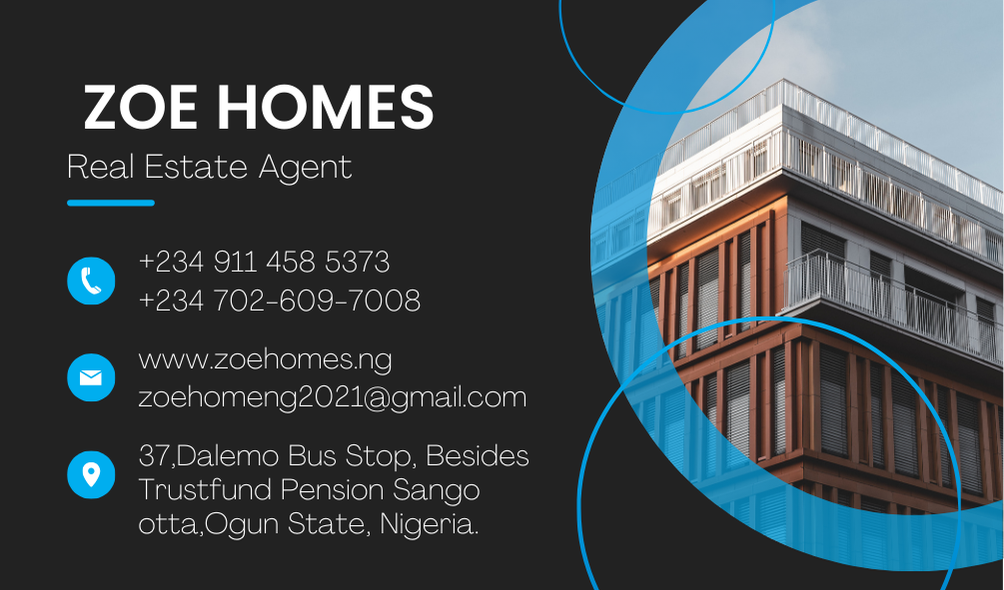 ZOE HOMES
Real Estate Agent
+234 911 458 5373
+234 702-609-7008
www.zoehomes.ng
zoehomeng2021@gmail.com
37,Dalemo Bus Stop, Besides
Trustfund Pension Sango
otta,Ogun State, Nigeria.